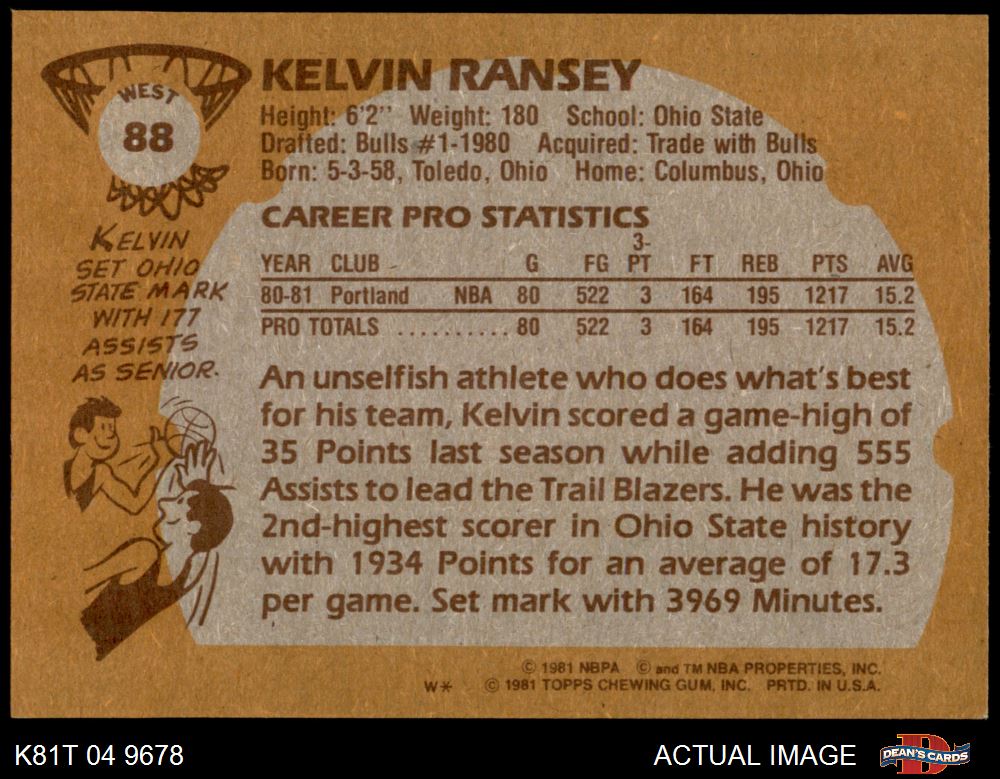 WEST
88
KELVIN RANSEY
Height: 6'2'' Weight: 180 School: Ohio State
Drafted: Bulls #1-1980 Acquired: Trade with Bulls
Born: 5-3-58, Toledo, Ohio Home: Columbus, Ohio
KELVIN
SET OHIO
STATE MARK
WITH 177
ASSISTS
AS SENIOR.
CAREER PRO STATISTICS
YEAR CLUB G FG 3-PT FT REB PTS AVG
80-81 Portland NBA 80 522 3 164 195 1217 15.2
PRO TOTALS .......... 80 522 3 164 195 1217 15.2
An unselfish athlete who does what's best
for his team, Kelvin scored a game-high of
35 Points last season while adding 555
Assists to lead the Trail Blazers. He was the
2nd-highest scorer in Ohio State history
with 1934 Points for an average of 17.3
per game. Set mark with 3969 Minutes.
© 1981 NBPA © and TM NBA PROPERTIES, INC.
W* © 1981 TOPPS CHEWING GUM, INC. PRTD. IN U.S.A.
K81T 04 9678
ACTUAL IMAGE
DEAN'S CARDS